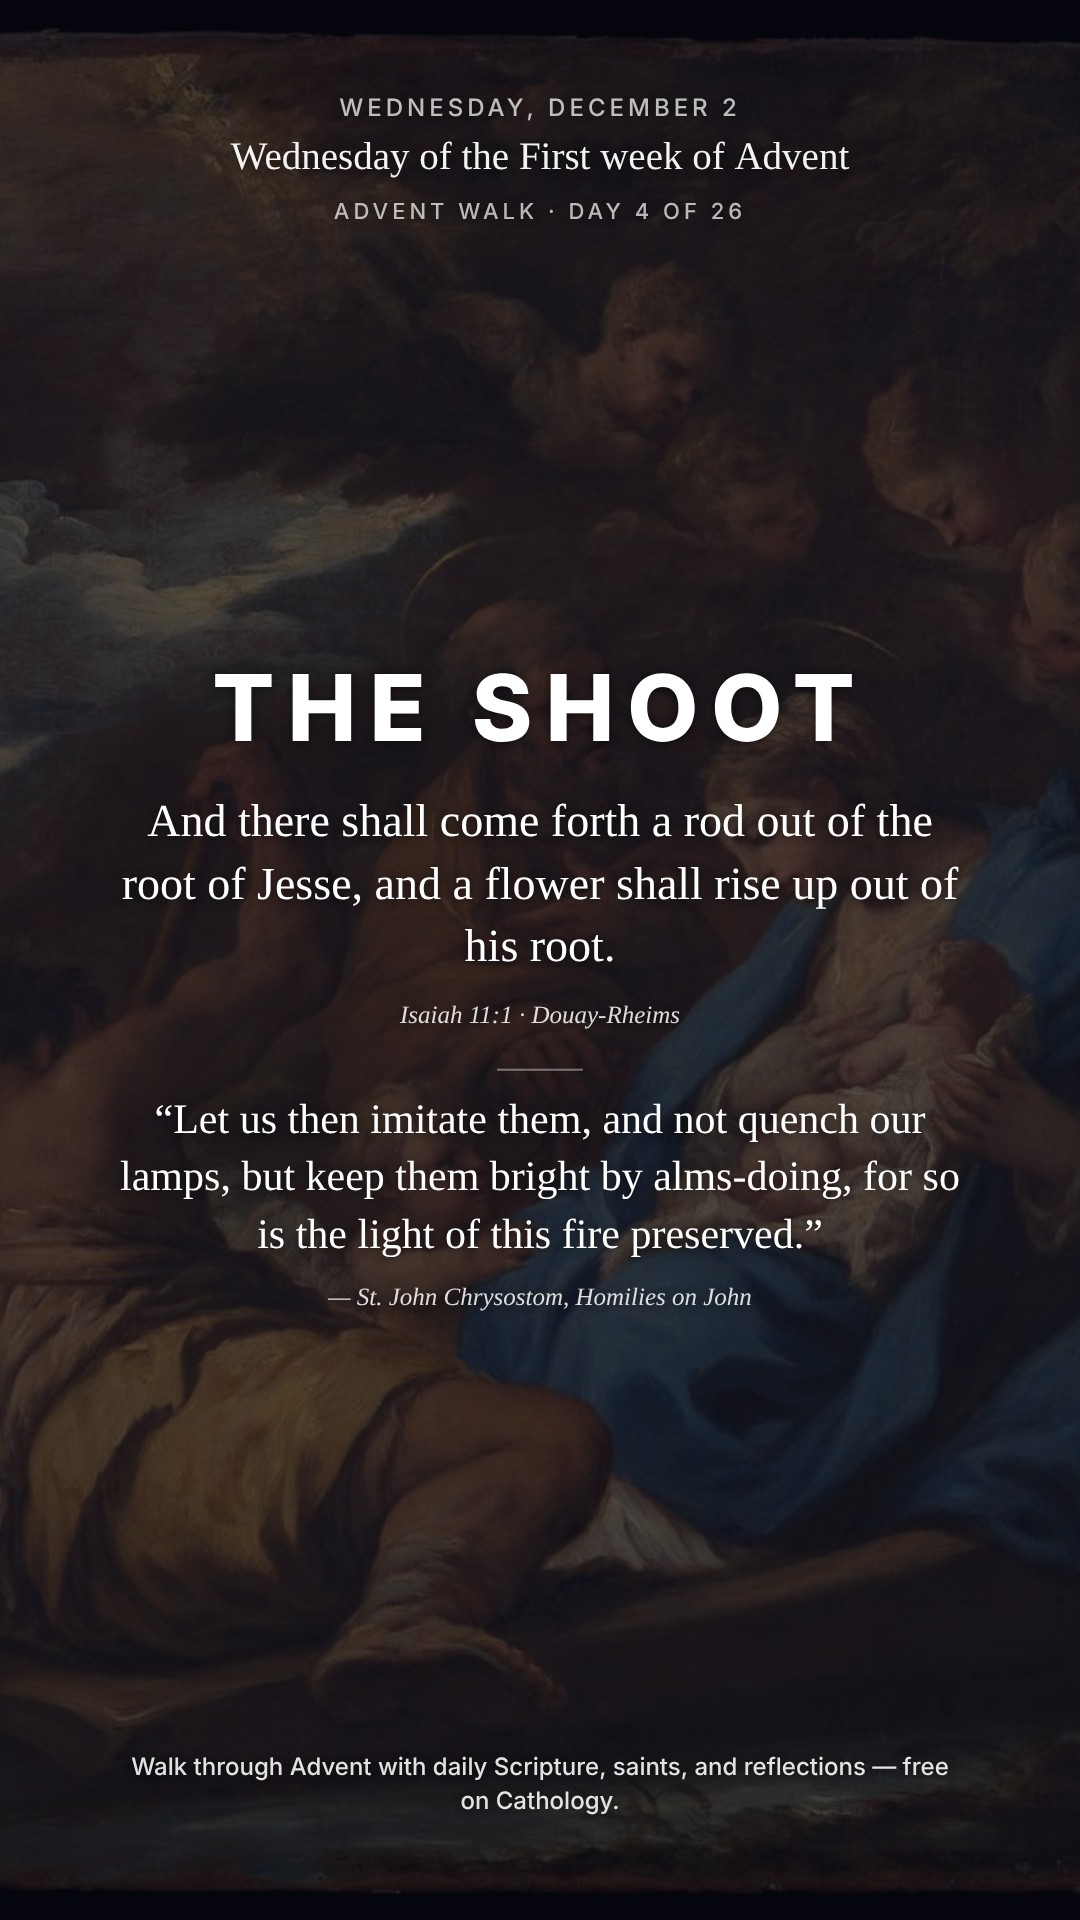 WEDNESDAY, DECEMBER 2
Wednesday of the First week of Advent
ADVENT WALK · DAY 4 OF 26
THE SHOOT
And there shall come forth a rod out of the
root of Jesse, and a flower shall rise up out of
his root.
Isaiah 11:1 · Douay-Rheims
“Let us then imitate them, and not quench our
lamps, but keep them bright by alms-doing, for so
is the light of this fire preserved.”
— St. John Chrysostom, Homilies on John
Walk through Advent with daily Scripture, saints, and reflections — free
on Cathology.